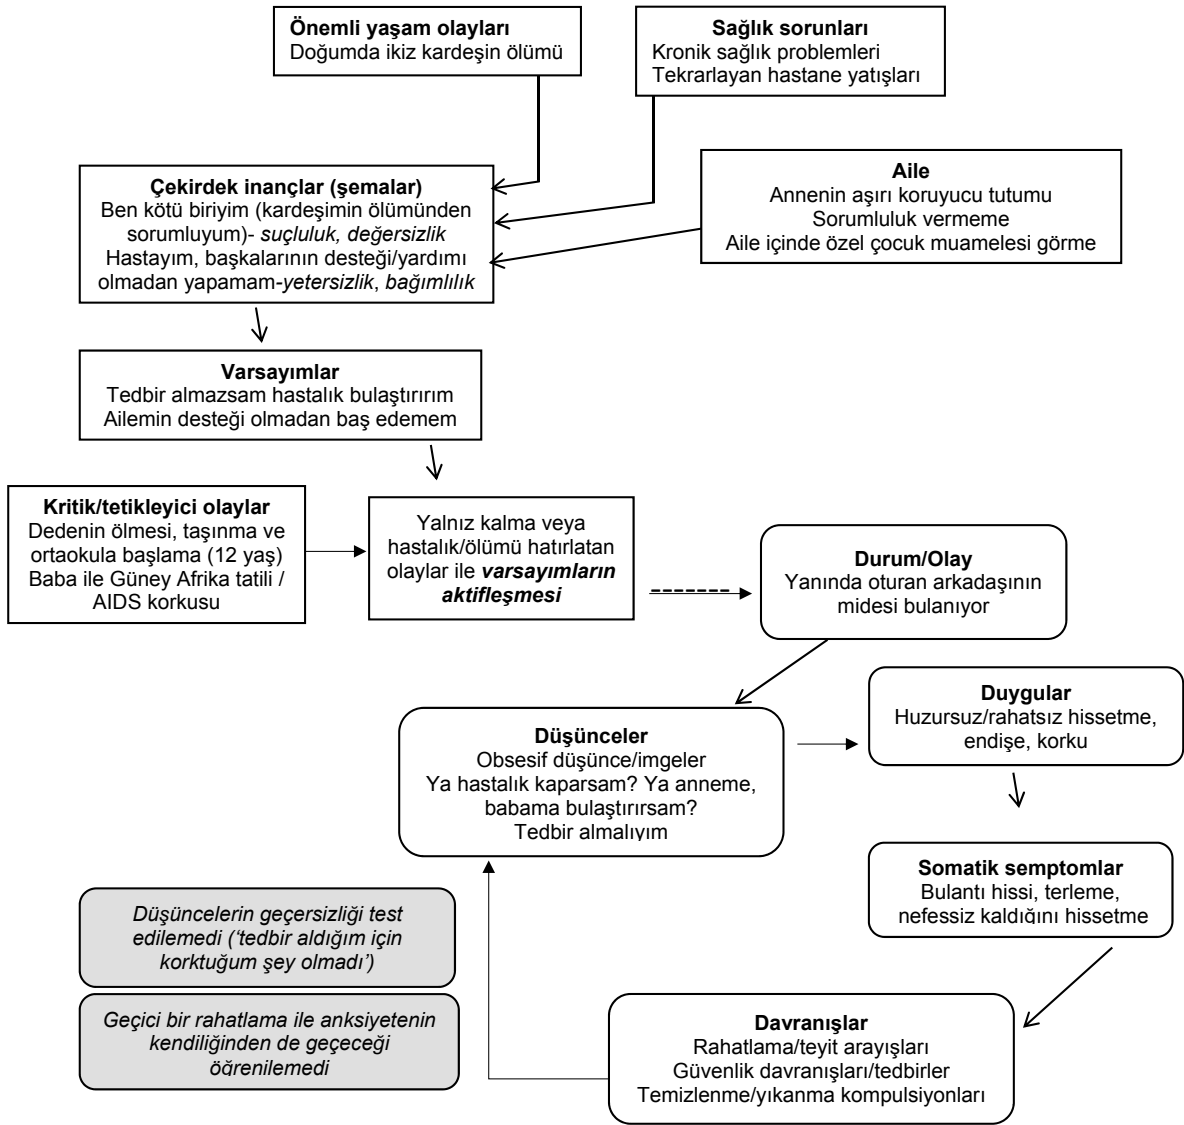 Önemli yaşam olayları
Doğumda ikiz kardeşin ölümü
Sağlık sorunları
Kronik sağlık problemleri
Tekrarlayan hastane yatışları
Çekirdek inançlar (şemalar)
Ben kötü biriyim (kardeşimin ölümünden
sorumluyum)- suçluluk, değersizlik
Hastayım, başkalarının desteği/yardımı
olmadan yapamam-yetersizlik, bağımlılık
Aile
Annenin aşırı koruyucu tutumu
Sorumluluk vermeme
Aile içinde özel çocuk muamelesi görme
Varsayımlar
Tedbir almazsam hastalık bulaştırırım
Ailemin desteği olmadan baş edemem
Kritik/tetikleyici olaylar
Dedenin ölmesi, taşınma ve
ortaokula başlama (12 yaş)
Baba ile Güney Afrika tatili /
AIDS korkusu
Yalnız kalma veya
hastalık/ölümü hatırlatan
olaylar ile varsayımların
aktifleşmesi
Durum/Olay
Yanında oturan arkadaşının
midesi bulanıyor
Düşünceler
Obsesif düşünce/imgeler
Ya hastalık kaparsam? Ya anneme,
babama bulaştırırsam?
Tedbir almalıyım
Duygular
Huzursuz/rahatsız hissetme,
endişe, korku
Somatik semptomlar
Bulantı hissi, terleme,
nefessiz kaldığını hissetme
Düşüncelerin geçersizliği test
edilemedi (‘tedbir aldığım için
korktuğum şey olmadı’)
Geçici bir rahatlama ile anksiyetenin
kendiliğinden de geçeceği
öğrenilemedi
Davranışlar
Rahatlama/teyit arayışları
Güvenlik davranışları/tedbirler
Temizlenme/yıkanma kompulsiyonları